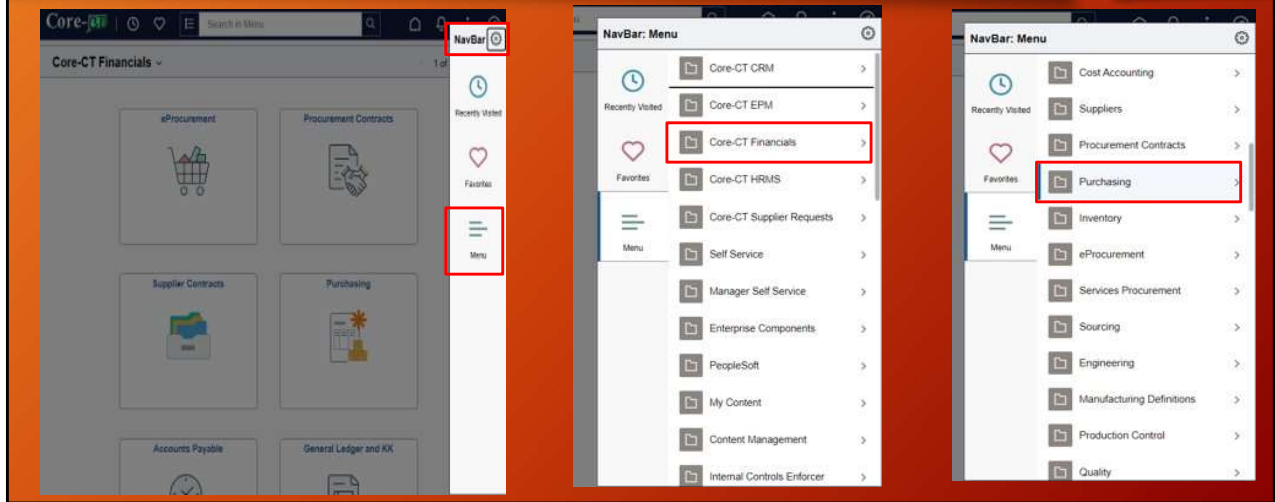 Core-CT
Search in Menu
NavBar
Core-CT Financials
1 of
Recently Visited
eProcurement
Procurement Contracts
Favorites
Menu
Supplier Contracts
Purchasing
Accounts Payable
General Ledger and KK
NavBar: Menu
Recently Visited
Favorites
Menu
Core-CT CRM
Core-CT EPM
Core-CT Financials
Core-CT HRMS
Core-CT Supplier Requests
Self Service
Manager Self Service
Enterprise Components
PeopleSoft
My Content
Content Management
Internal Controls Enforcer
NavBar: Menu
Recently Visited
Favorites
Menu
Cost Accounting
Suppliers
Procurement Contracts
Purchasing
Inventory
eProcurement
Services Procurement
Sourcing
Engineering
Manufacturing Definitions
Production Control
Quality